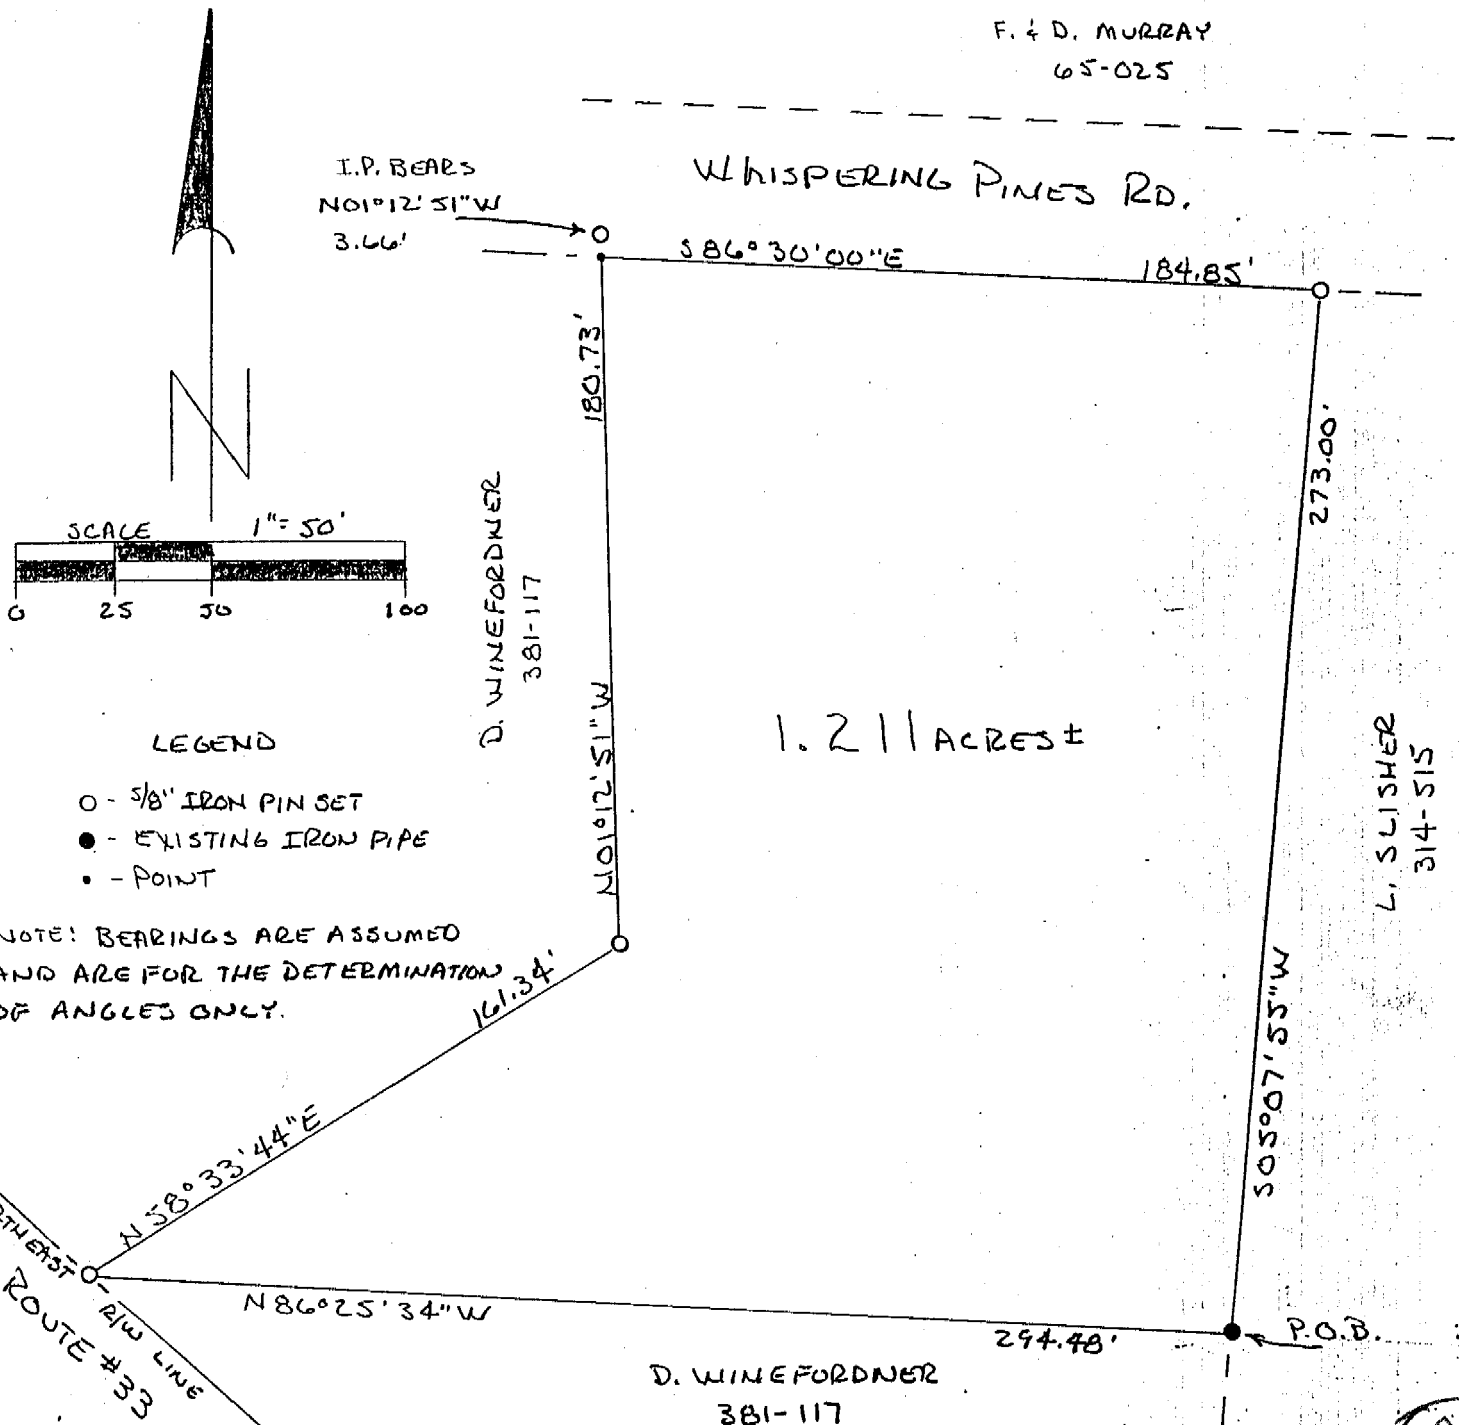 F. & D. MURRAY
65-025
WHISPERING PINES RD.
I.P. BEARS
N01°12'51"W
3.66'
S86°30'00"E
184.85'
180.73'
N01°12'51"W
D. WINEFORDNER
381-117
273.00'
S05°07'55"W
L. SLISHER
314-515
N
SCALE 1"= 50'
0 25 50 100
1.211 ACRES±
LEGEND
O - 5/8" IRON PIN SET
● - EXISTING IRON PIPE
• - POINT
NOTE: BEARINGS ARE ASSUMED
AND ARE FOR THE DETERMINATION
OF ANGLES ONLY.
161.34'
N58°33'44"E
R/W LINE
ROUTE #33
N86°25'34"W
294.48'
P.O.B.
D. WINEFORDNER
381-117